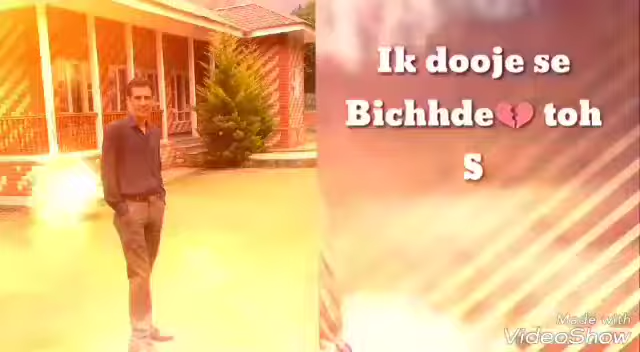 Ik dooje se
Bichhde💔 toh
S
Made with
VideoShow